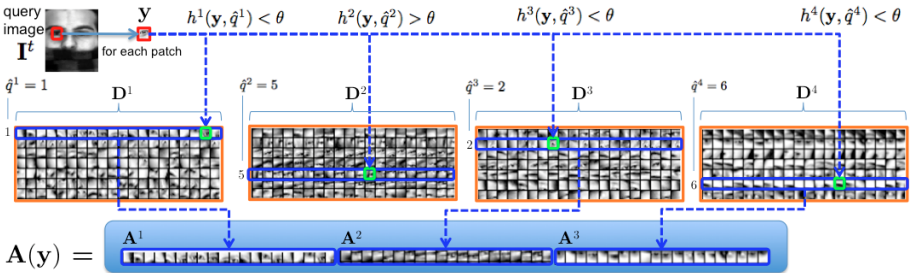 query image Iᵗ
y
for each patch
h¹(y, q̂¹) < θ
h²(y, q̂²) > θ
h³(y, q̂³) < θ
h⁴(y, q̂⁴) < θ
q̂¹ = 1
D¹
q̂² = 5
D²
q̂³ = 2
D³
q̂⁴ = 6
D⁴
1
5
2
6
A(y) =
A¹
A²
A³